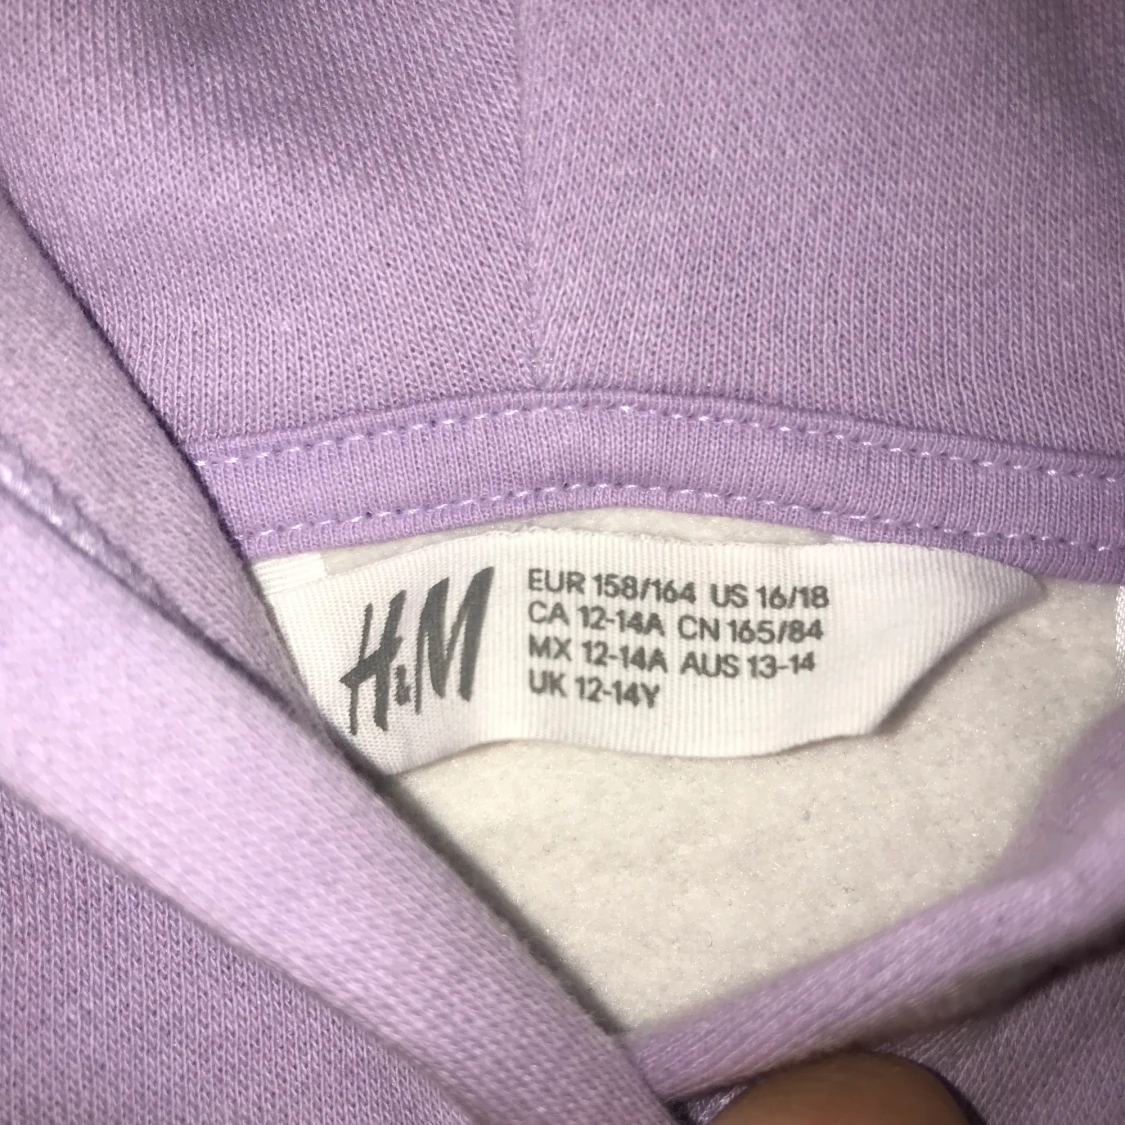 H&M
EUR 158/164 US 16/18
CA 12-14A CN 165/84
MX 12-14A AUS 13-14
UK 12-14Y